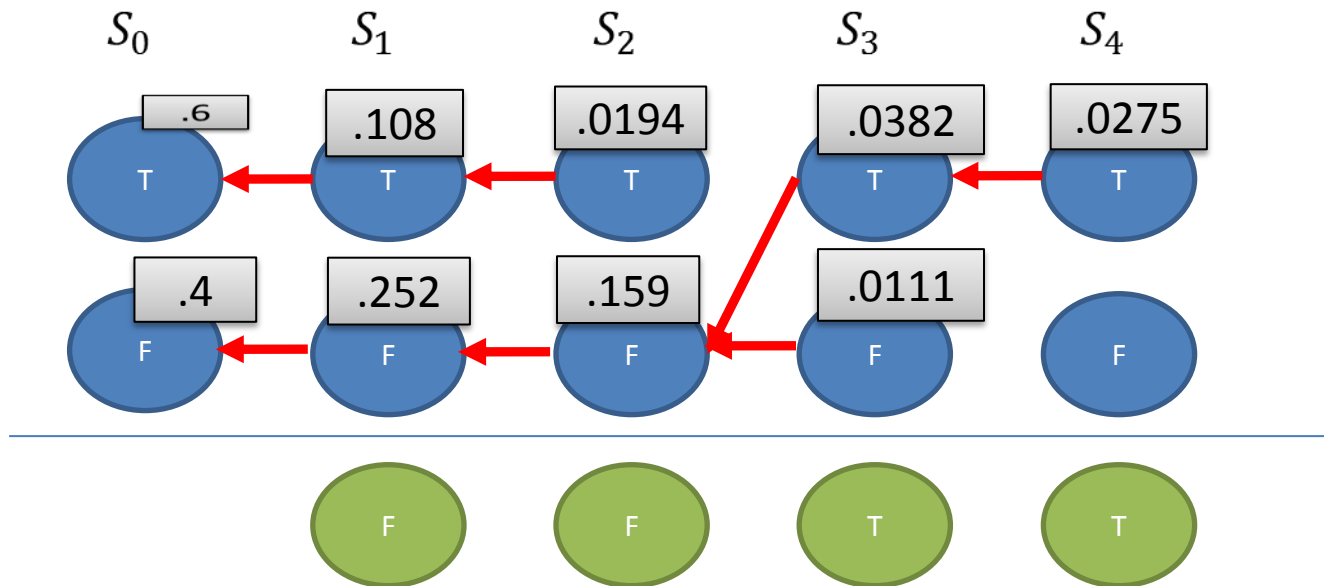 S₀ S₁ S₂ S₃ S₄
.6 .108 .0194 .0382 .0275
T T T T T
.4 .252 .159 .0111
F F F F F
F F T T